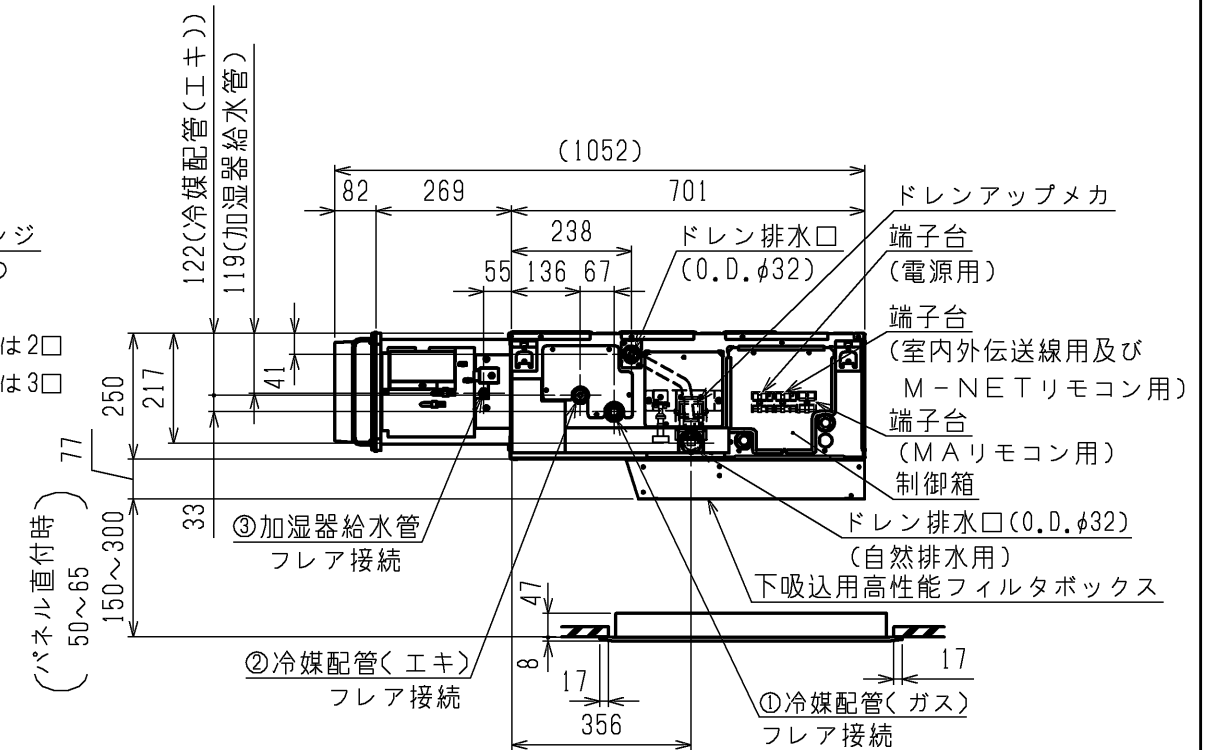 (1052)
82
269
701
238
55
136
67
122(冷媒配管(エキ))
119(加湿器給水管)
ドレンアップメカ
ドレン排水口
(O.D.φ32)
端子台
(電源用)
端子台
(室内外伝送線用及び
M-NETリモコン用)
端子台
(MAリモコン用)
制御箱
ンジ
は2口
は3口
250
217
41
77
33
150~300
(パネル直付時)
50~65
③加湿器給水管
フレア接続
ドレン排水口(O.D.φ32)
(自然排水用)
下吸込用高性能フィルタボックス
47
8
17
17
②冷媒配管(エキ)
フレア接続
356
①冷媒配管(ガス)
フレア接続